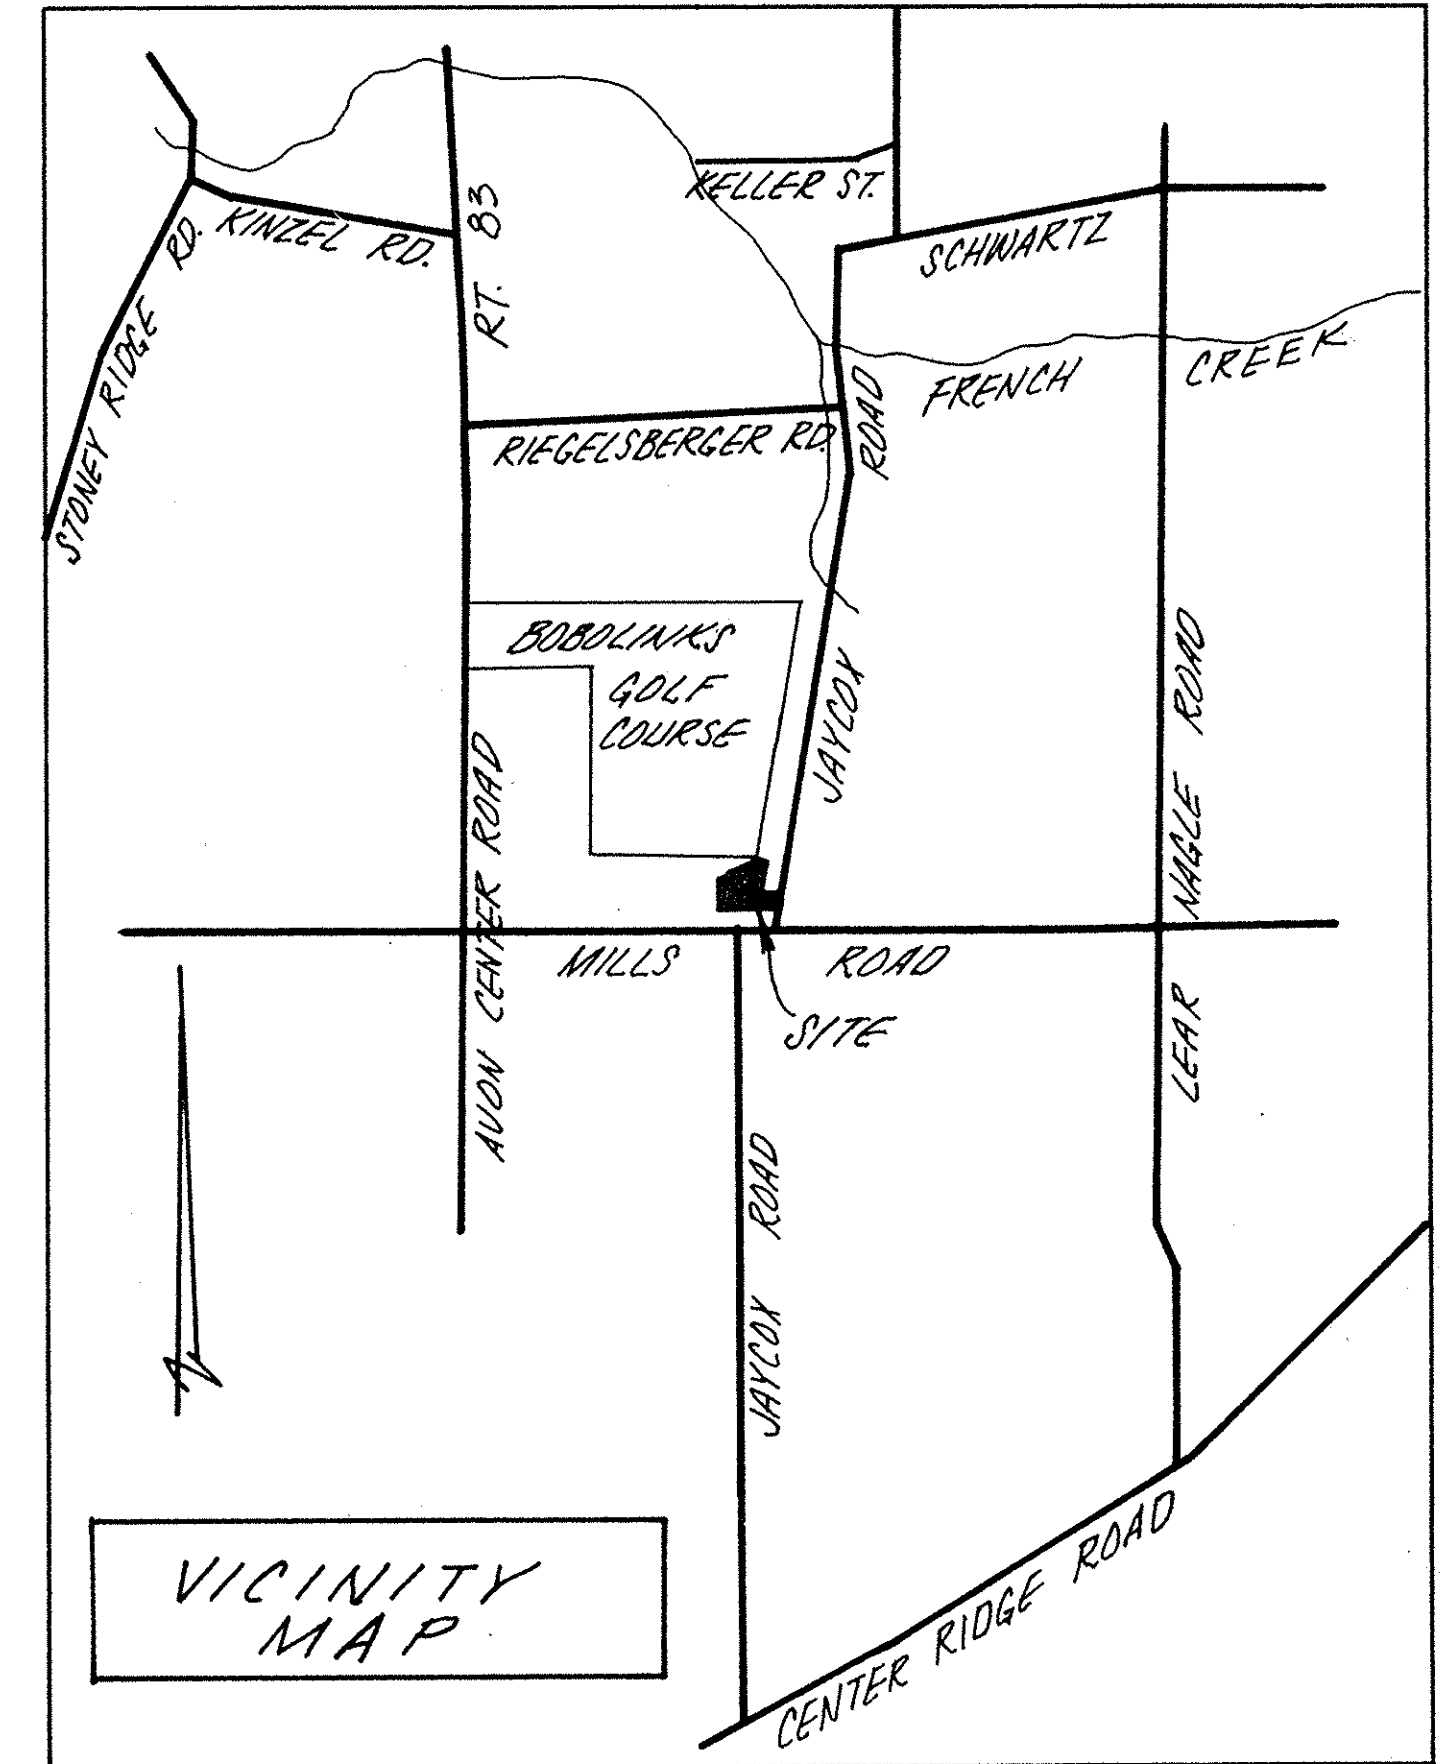 KELLER ST.
KINZEL RD.
STONEY RIDGE RD.
RT. 83
SCHWARTZ
FRENCH CREEK
RIEGELSBERGER RD.
JAYCOX ROAD
BOBOLINKS
GOLF
COURSE
AVON CENTER ROAD
LEAR NAGLE ROAD
MILLS ROAD
SITE
JAYCOX ROAD
N
CENTER RIDGE ROAD
VICINITY
MAP